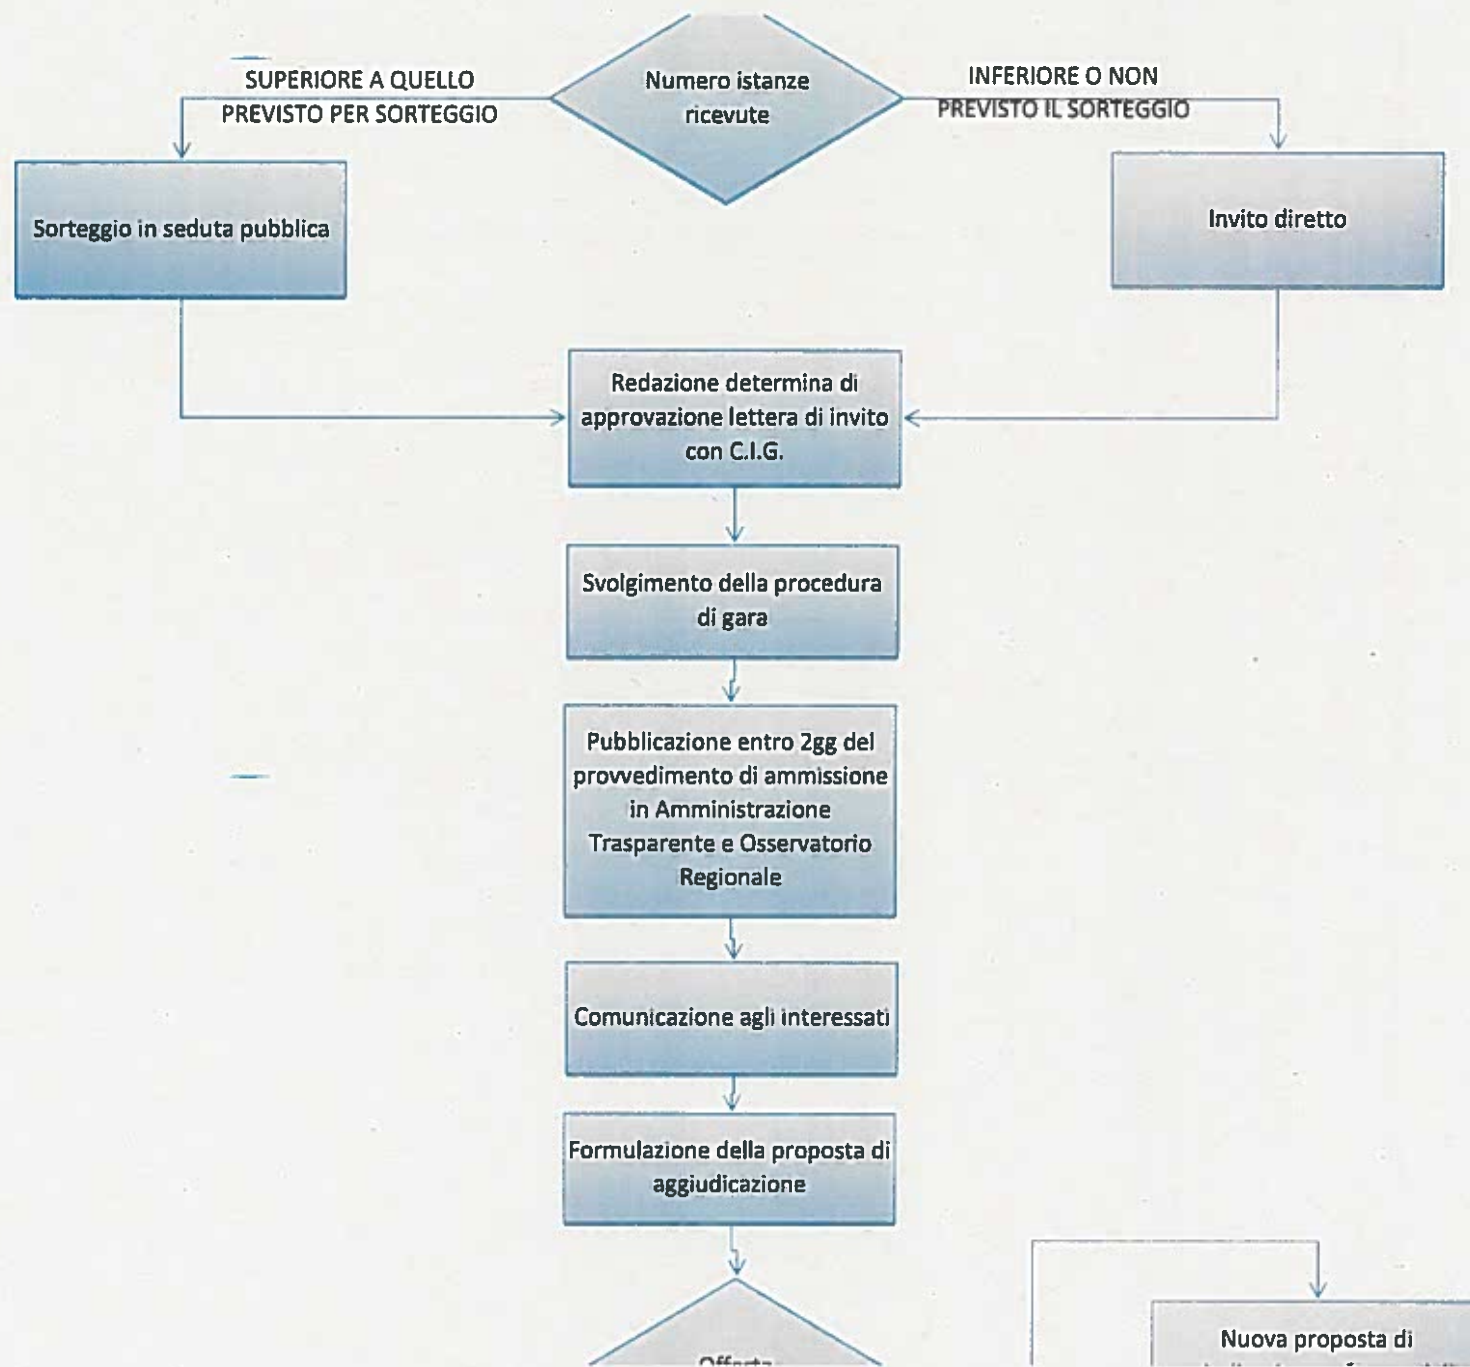 SUPERIORE A QUELLO
PREVISTO PER SORTEGGIO
Numero istanze
ricevute
INFERIORE O NON
PREVISTO IL SORTEGGIO
Sorteggio in seduta pubblica
Invito diretto
Redazione determina di
approvazione lettera di invito
con C.I.G.
Svolgimento della procedura
di gara
Pubblicazione entro 2gg del
provvedimento di ammissione
in Amministrazione
Trasparente e Osservatorio
Regionale
Comunicazione agli interessati
Formulazione della proposta di
aggiudicazione
Offerta
Nuova proposta di